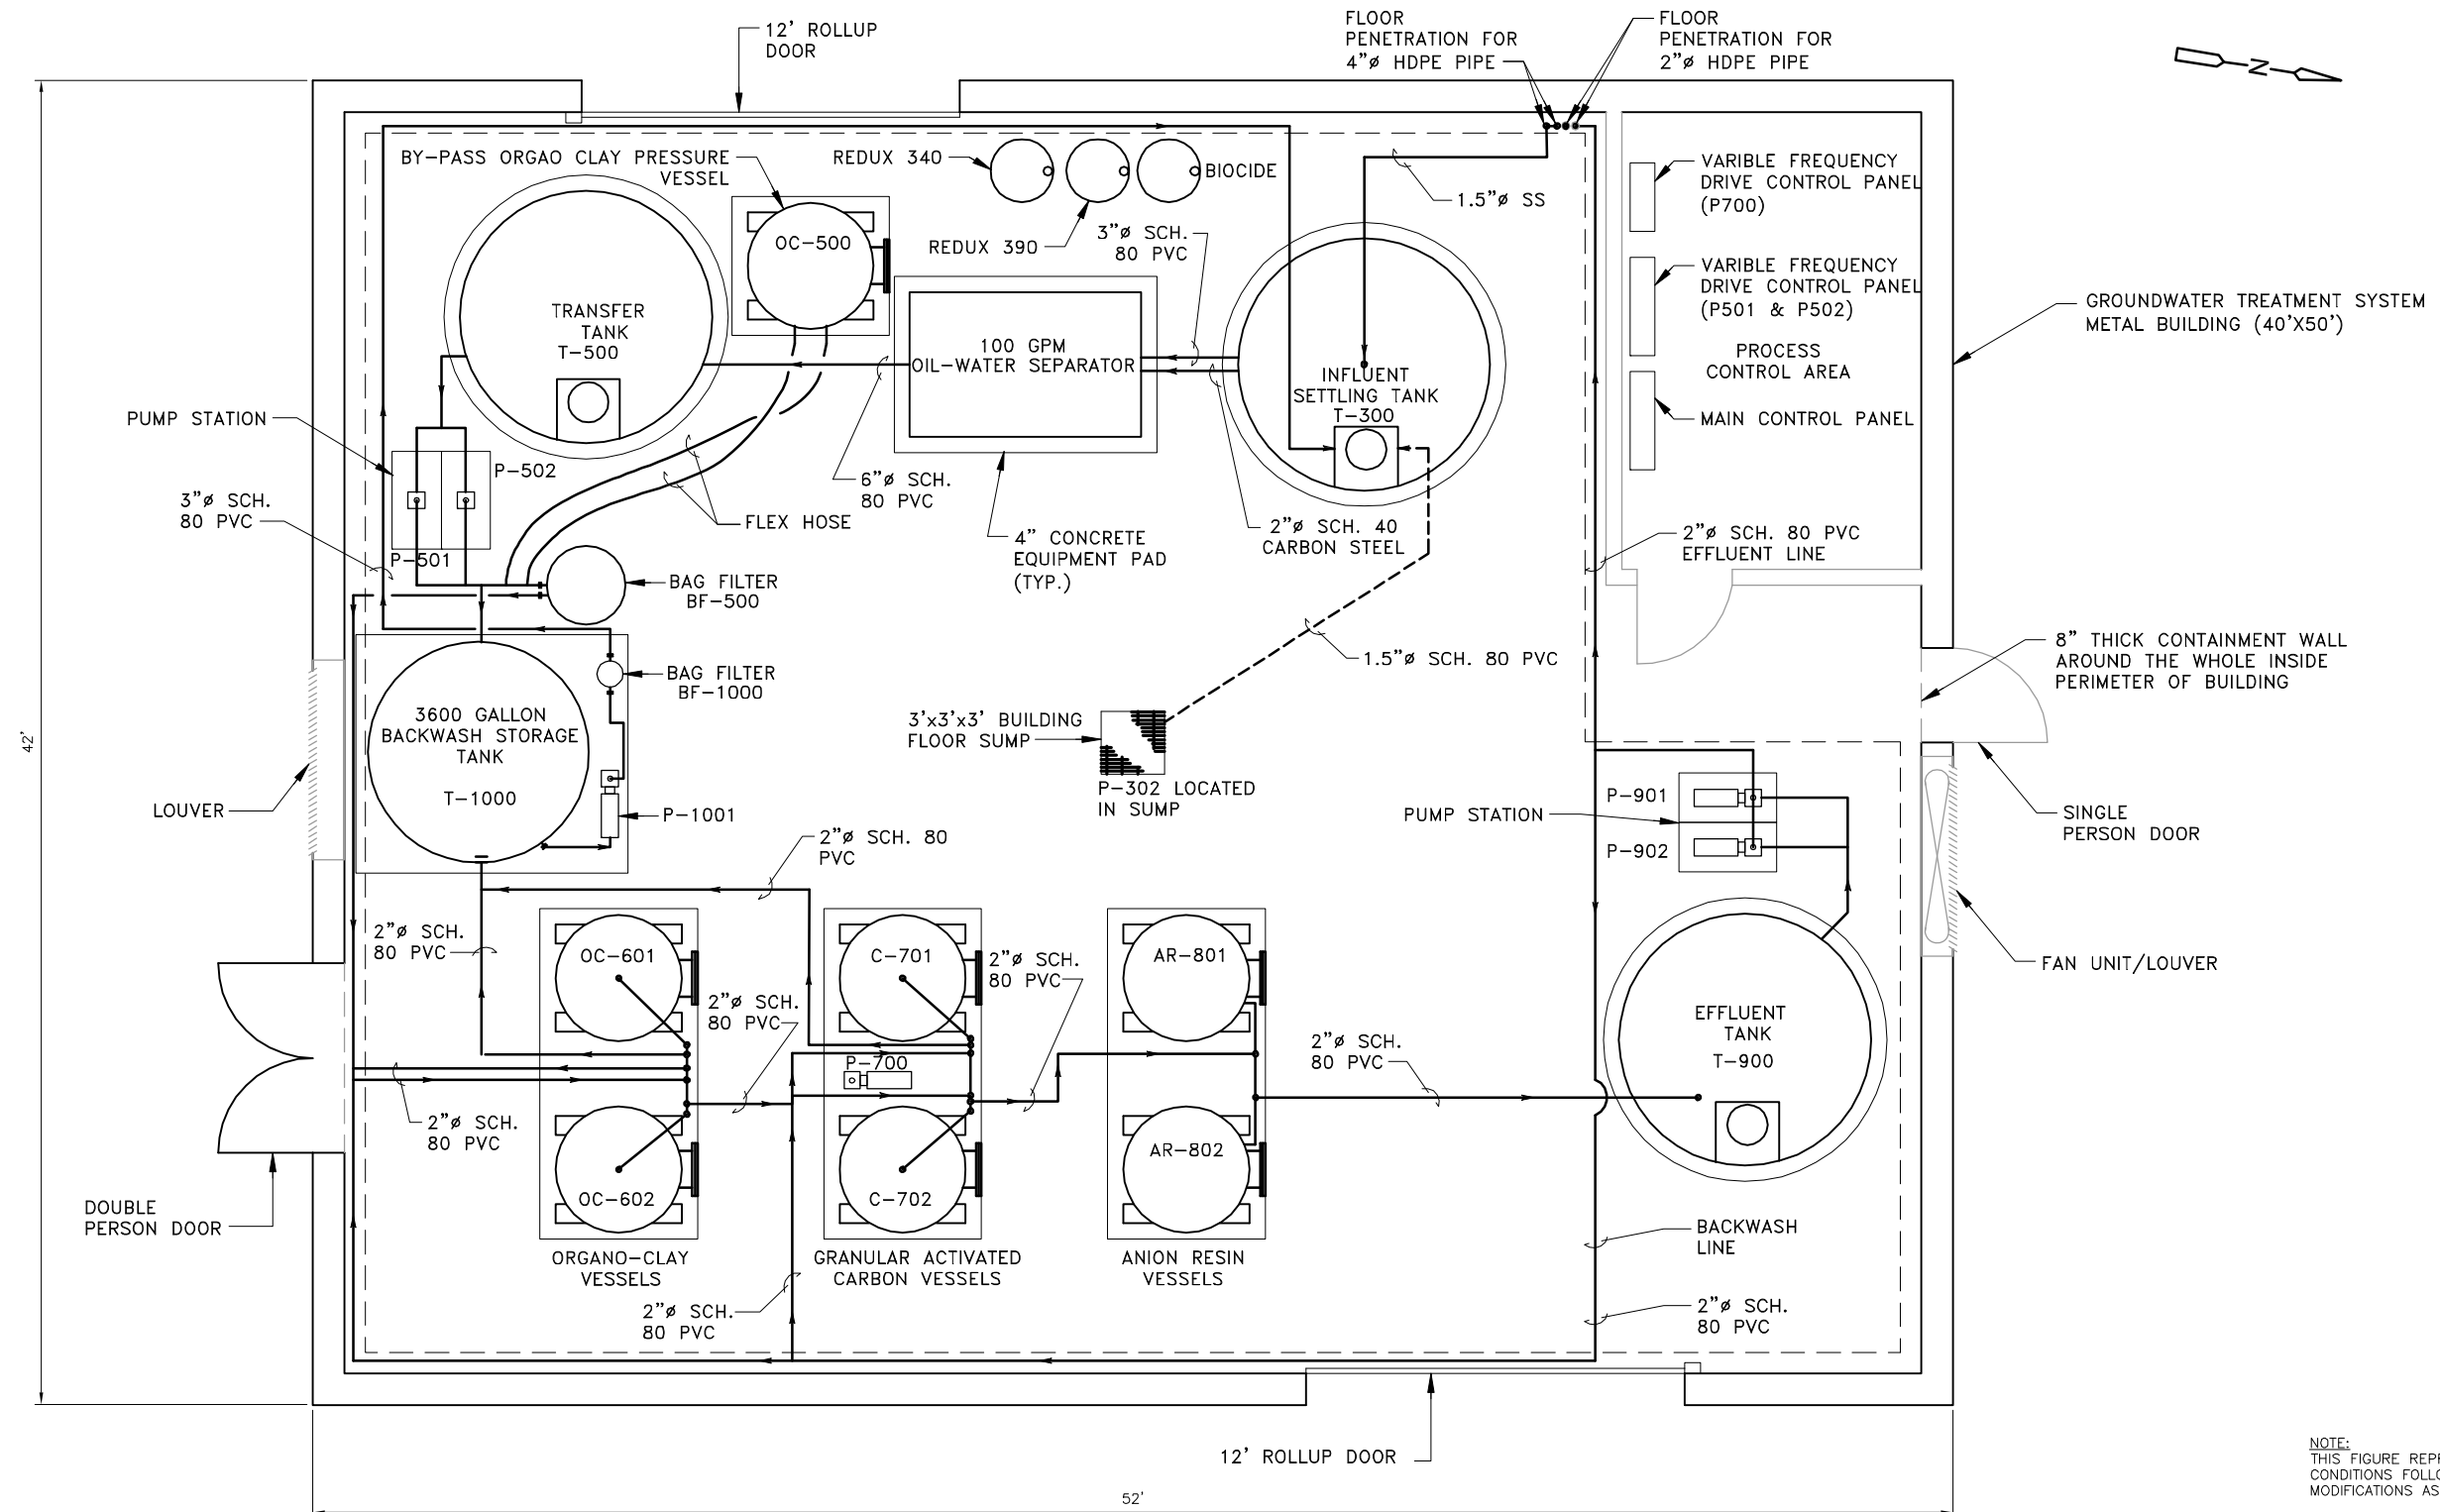 12' ROLLUP
DOOR
FLOOR
PENETRATION FOR
4"ø HDPE PIPE
FLOOR
PENETRATION FOR
2"ø HDPE PIPE
N
BY-PASS ORGAO CLAY PRESSURE
VESSEL
REDUX 340
BIOCIDE
REDUX 390
1.5"ø SS
VARIBLE FREQUENCY
DRIVE CONTROL PANEL
(P700)
OC-500
3"ø SCH.
80 PVC
VARIBLE FREQUENCY
DRIVE CONTROL PANEL
(P501 & P502)
GROUNDWATER TREATMENT SYSTEM
METAL BUILDING (40'X50')
TRANSFER
TANK
T-500
100 GPM
OIL-WATER SEPARATOR
INFLUENT
SETTLING TANK
T-300
PROCESS
CONTROL AREA
MAIN CONTROL PANEL
PUMP STATION
P-502
3"ø SCH.
80 PVC
P-501
FLEX HOSE
6"ø SCH.
80 PVC
4" CONCRETE
EQUIPMENT PAD
(TYP.)
2"ø SCH. 40
CARBON STEEL
2"ø SCH. 80 PVC
EFFLUENT LINE
BAG FILTER
BF-500
BAG FILTER
BF-1000
1.5"ø SCH. 80 PVC
8" THICK CONTAINMENT WALL
AROUND THE WHOLE INSIDE
PERIMETER OF BUILDING
42'
3600 GALLON
BACKWASH STORAGE
TANK
T-1000
3'x3'x3' BUILDING
FLOOR SUMP
P-302 LOCATED
IN SUMP
LOUVER
P-1001
PUMP STATION
P-901
P-902
SINGLE
PERSON DOOR
2"ø SCH. 80
PVC
2"ø SCH.
80 PVC
OC-601
C-701
2"ø SCH.
80 PVC
AR-801
FAN UNIT/LOUVER
2"ø SCH.
80 PVC
EFFLUENT
TANK
T-900
P-700
2"ø SCH.
80 PVC
2"ø SCH.
80 PVC
AR-802
OC-602
C-702
DOUBLE
PERSON DOOR
BACKWASH
LINE
ORGANO-CLAY
VESSELS
GRANULAR ACTIVATED
CARBON VESSELS
ANION RESIN
VESSELS
2"ø SCH.
80 PVC
2"ø SCH.
80 PVC
12' ROLLUP DOOR
52'
NOTE:
THIS FIGURE
CONDITIONS
MODIFICATIONS AS